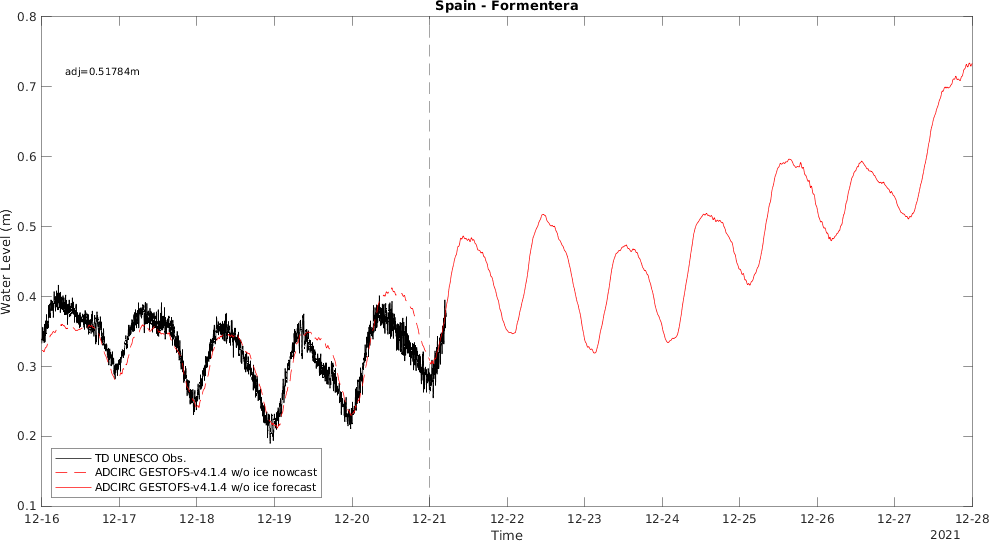 Spain - Formentera
0.8
0.7
0.6
0.5
0.4
0.3
0.2
0.1
Water Level (m)
adj=0.51784m
TD UNESCO Obs.
ADCIRC GESTOFS-v4.1.4 w/o ice nowcast
ADCIRC GESTOFS-v4.1.4 w/o ice forecast
12-16 12-17 12-18 12-19 12-20 12-21 12-22 12-23 12-24 12-25 12-26 12-27 12-28
Time
2021